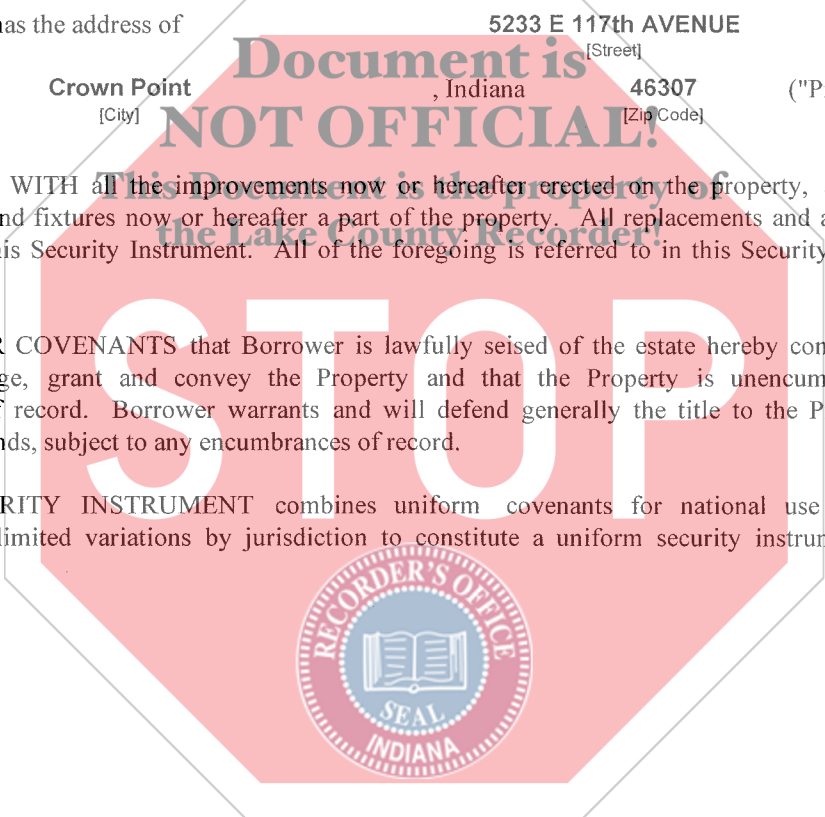 has the address of 5233 E 117th AVENUE
[Street]
Crown Point , Indiana 46307 ("P
[City] [Zip Code]
Document is
NOT OFFICIAL!
This Document is the property of
the Lake County Recorder!
WITH all the improvements now or hereafter erected on the property,
nd fixtures now or hereafter a part of the property. All replacements and a
is Security Instrument. All of the foregoing is referred to in this Security
STOP
R COVENANTS that Borrower is lawfully seised of the estate hereby con
ge, grant and convey the Property and that the Property is unencum
f record. Borrower warrants and will defend generally the title to the P
nds, subject to any encumbrances of record.
RITY INSTRUMENT combines uniform covenants for national use
limited variations by jurisdiction to constitute a uniform security instrum
RECORDER'S OFFICE
SEAL
INDIANA